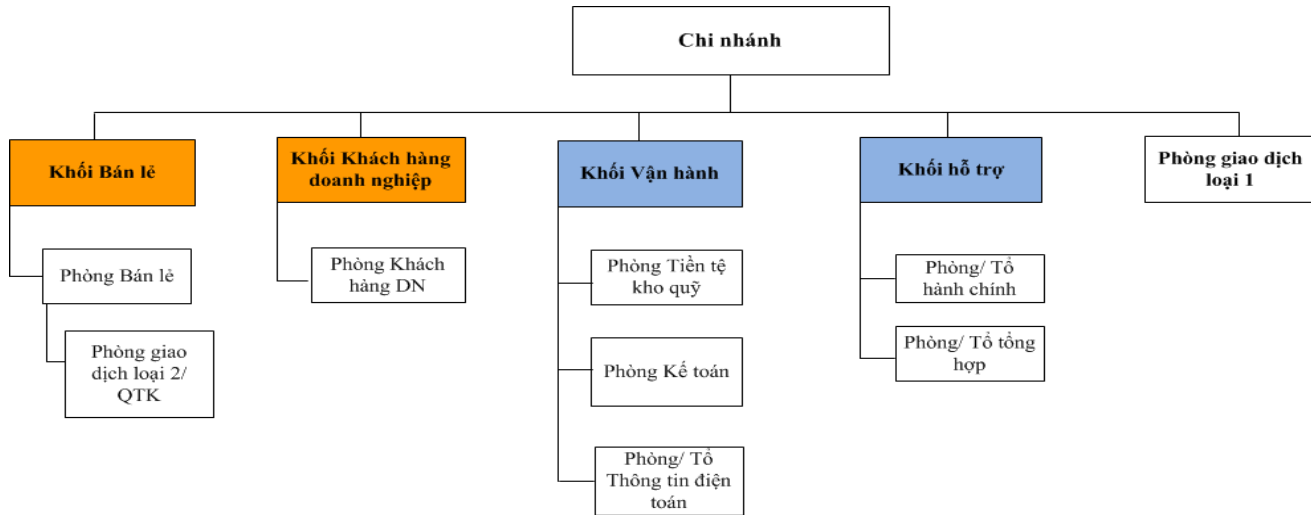 Chi nhánh
Khối Bán lẻ
Khối Khách hàng
doanh nghiệp
Khối Vận hành
Khối hỗ trợ
Phòng giao dịch
loại 1
Phòng Bán lẻ
Phòng giao
dịch loại 2/
QTK
Phòng Khách
hàng DN
Phòng Tiền tệ
kho quỹ
Phòng Kế toán
Phòng/ Tổ
Thông tin điện
toán
Phòng/ Tổ
hành chính
Phòng/ Tổ tổng
hợp